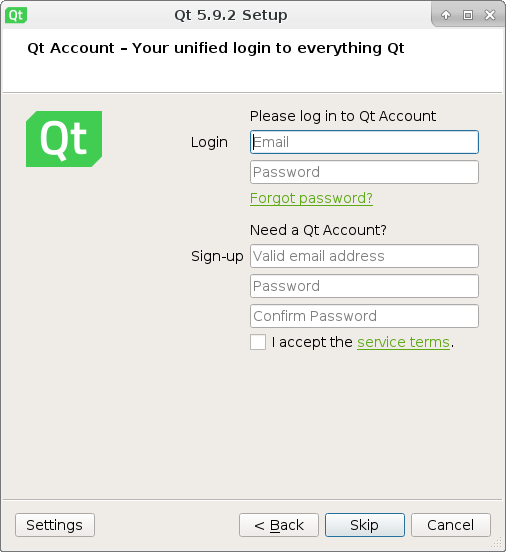 Qt Qt 5.9.2 Setup
Qt Account – Your unified login to everything Qt
Qt
Please log in to Qt Account
Login Email
Password
Forgot password?
Need a Qt Account?
Sign-up Valid email address
Password
Confirm Password
I accept the service terms.
Settings < Back Skip Cancel